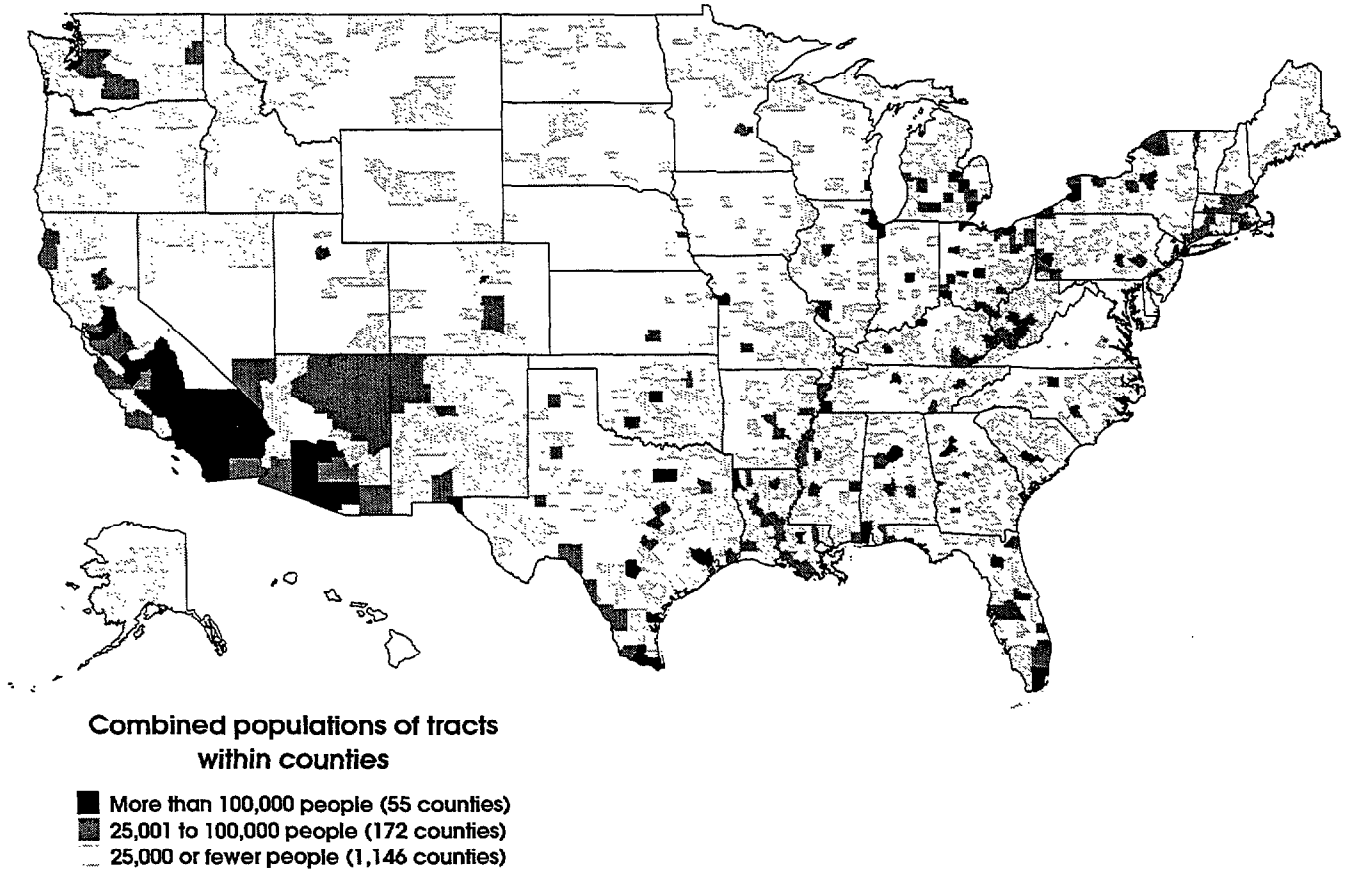 Combined populations of tracts
within counties
More than 100,000 people (55 counties)
25,001 to 100,000 people (172 counties)
25,000 or fewer people (1,146 counties)